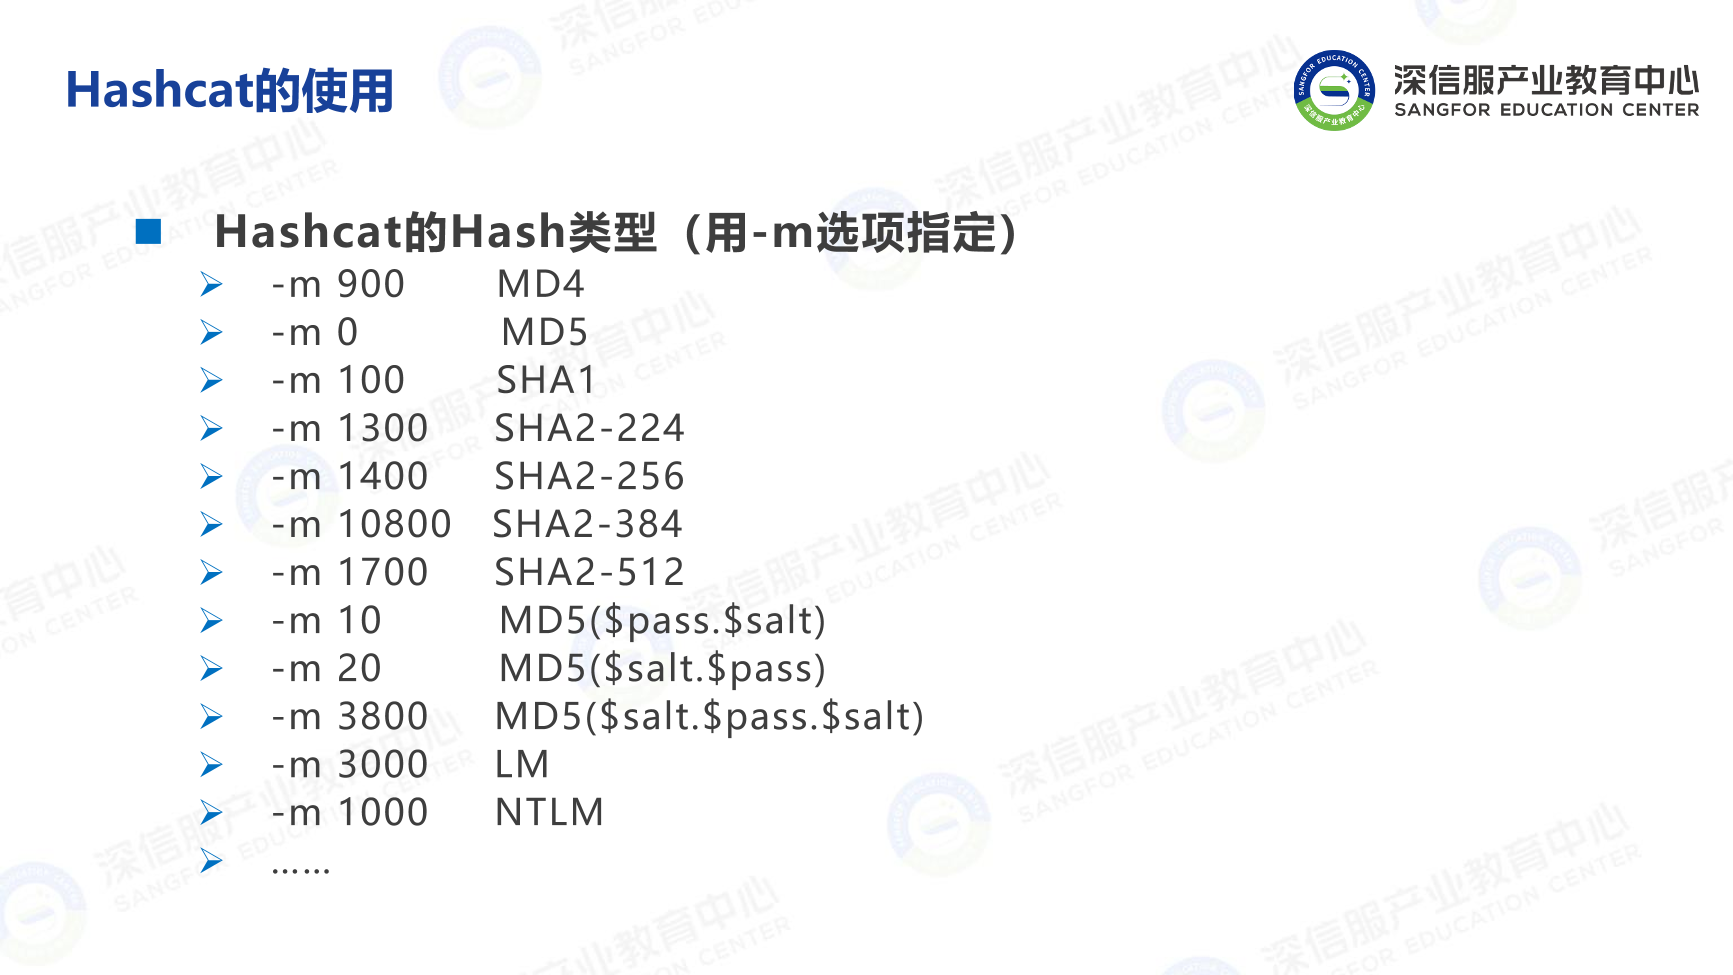 Hashcat的使用
深信服产业教育中心
SANGFOR EDUCATION CENTER
Hashcat的Hash类型（用-m选项指定）
-m 900 MD4
-m 0 MD5
-m 100 SHA1
-m 1300 SHA2-224
-m 1400 SHA2-256
-m 10800 SHA2-384
-m 1700 SHA2-512
-m 10 MD5($pass.$salt)
-m 20 MD5($salt.$pass)
-m 3800 MD5($salt.$pass.$salt)
-m 3000 LM
-m 1000 NTLM
……